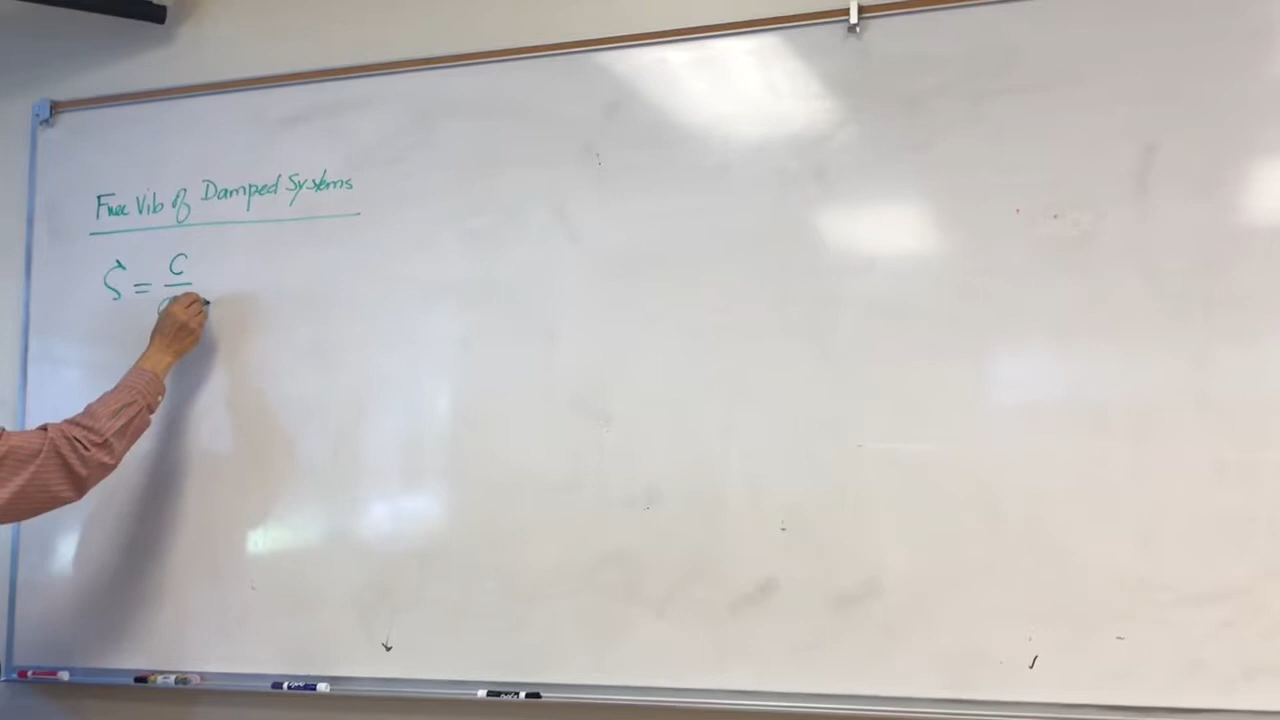 Free Vib of Damped Systems
ζ = c /